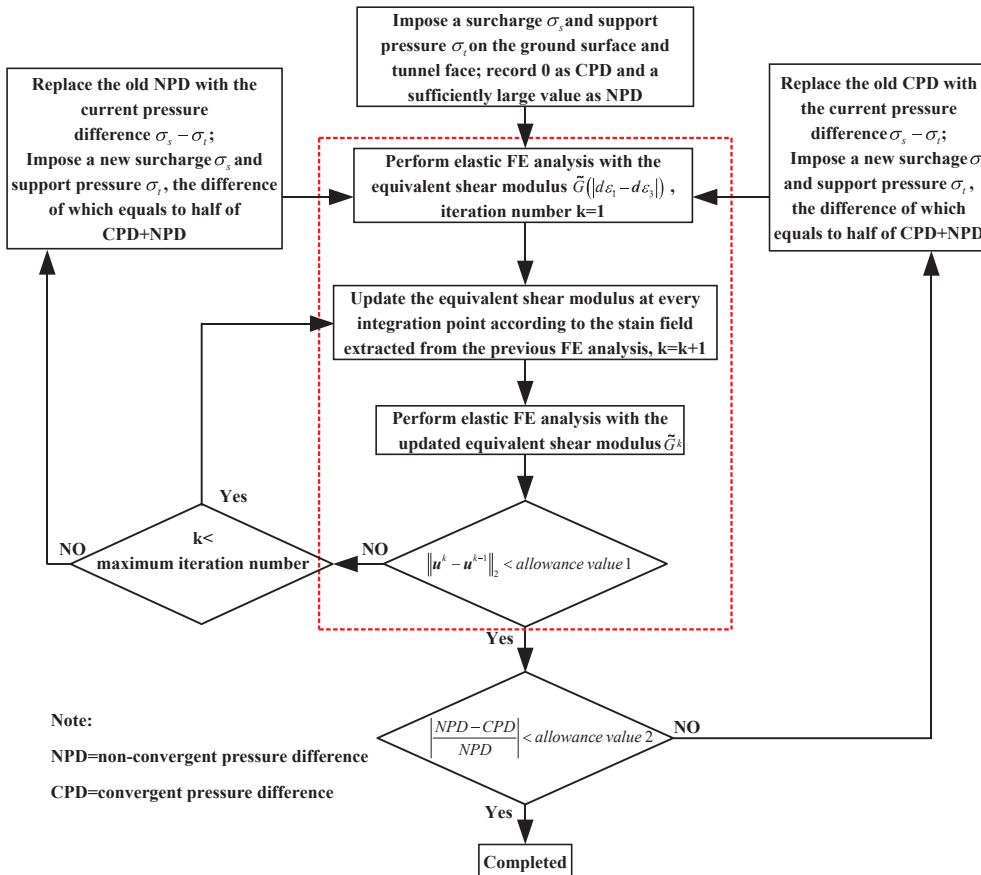 Impose a surcharge σₛ and support
pressure σₜ on the ground surface and
tunnel face; record 0 as CPD and a
sufficiently large value as NPD
Replace the old NPD with the
current pressure
difference σₛ − σₜ;
Impose a new surcharge σₛ and
support pressure σₜ, the difference
of which equals to half of
CPD+NPD
Perform elastic FE analysis with the
equivalent shear modulus G̃(|dε₁ − dε₃|) ,
iteration number k=1
Replace the old CPD with
the current pressure
difference σₛ − σₜ;
Impose a new surchage σ
and support pressure σₜ,
the difference of which
equals to half of CPD+NPD
Update the equivalent shear modulus at every
integration point according to the stain field
extracted from the previous FE analysis, k=k+1
Perform elastic FE analysis with the
updated equivalent shear modulus G̃ᵏ
Yes
k<
maximum iteration number
NO
NO
‖uᵏ − uᵏ⁻¹‖₂ < allowance value 1
Yes
|(NPD − CPD)/NPD| < allowance value 2
NO
Yes
Note:
NPD=non-convergent pressure difference
CPD=convergent pressure difference
Completed